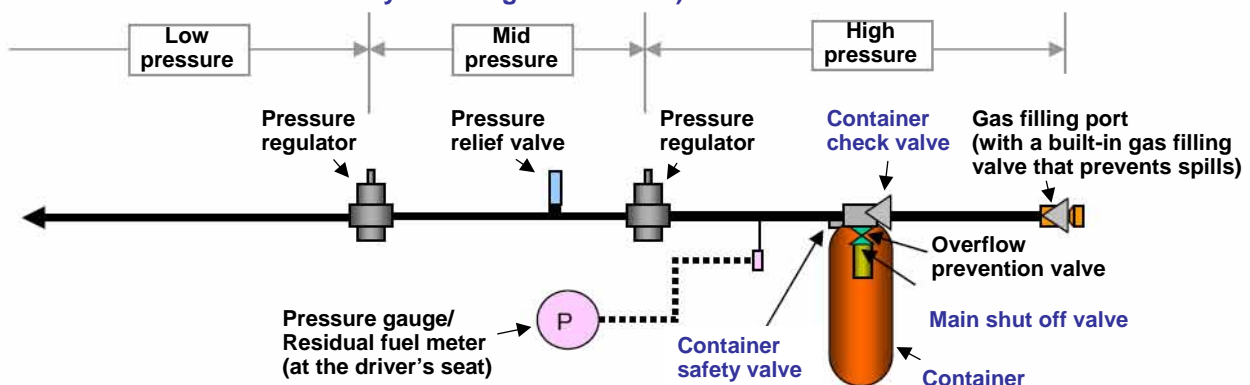 Low
pressure
Mid
pressure
High
pressure
Pressure
regulator
Pressure
relief valve
Pressure
regulator
Container
check valve
Gas filling port
(with a built-in gas filling
valve that prevents spills)
Overflow
prevention valve
Main shut off valve
Pressure gauge/
Residual fuel meter
(at the driver's seat)
P
Container
safety valve
Container